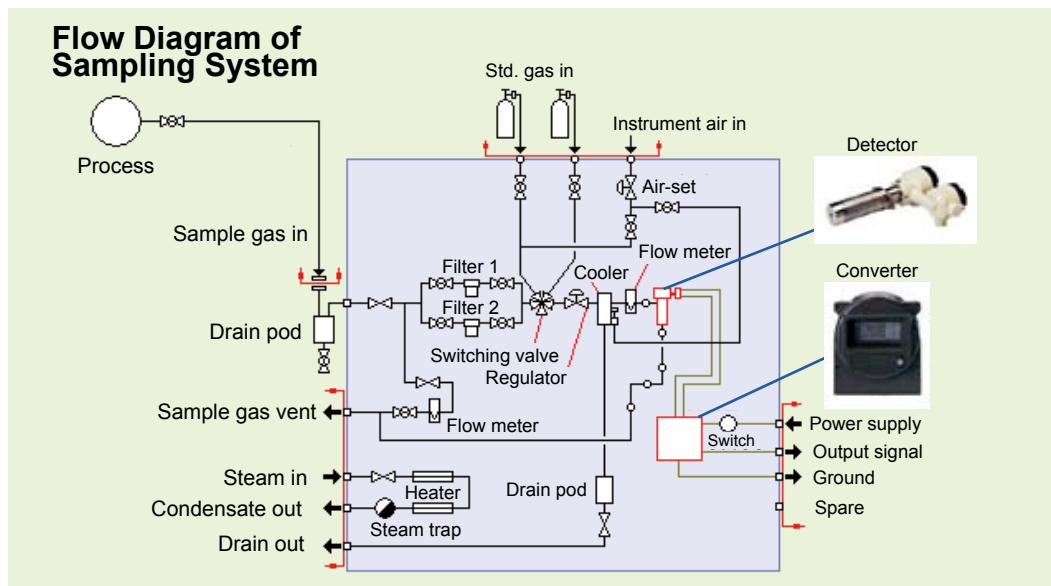 Flow Diagram of
Sampling System
Std. gas in
Instrument air in
Detector
Process
Air-set
Sample gas in
Flow meter
Filter 1
Cooler
Converter
Filter 2
Drain pod
Switching valve
Regulator
Sample gas vent
Flow meter
Power supply
Switch
Output signal
Steam in
Heater
Drain pod
Ground
Condensate out
Steam trap
Spare
Drain out